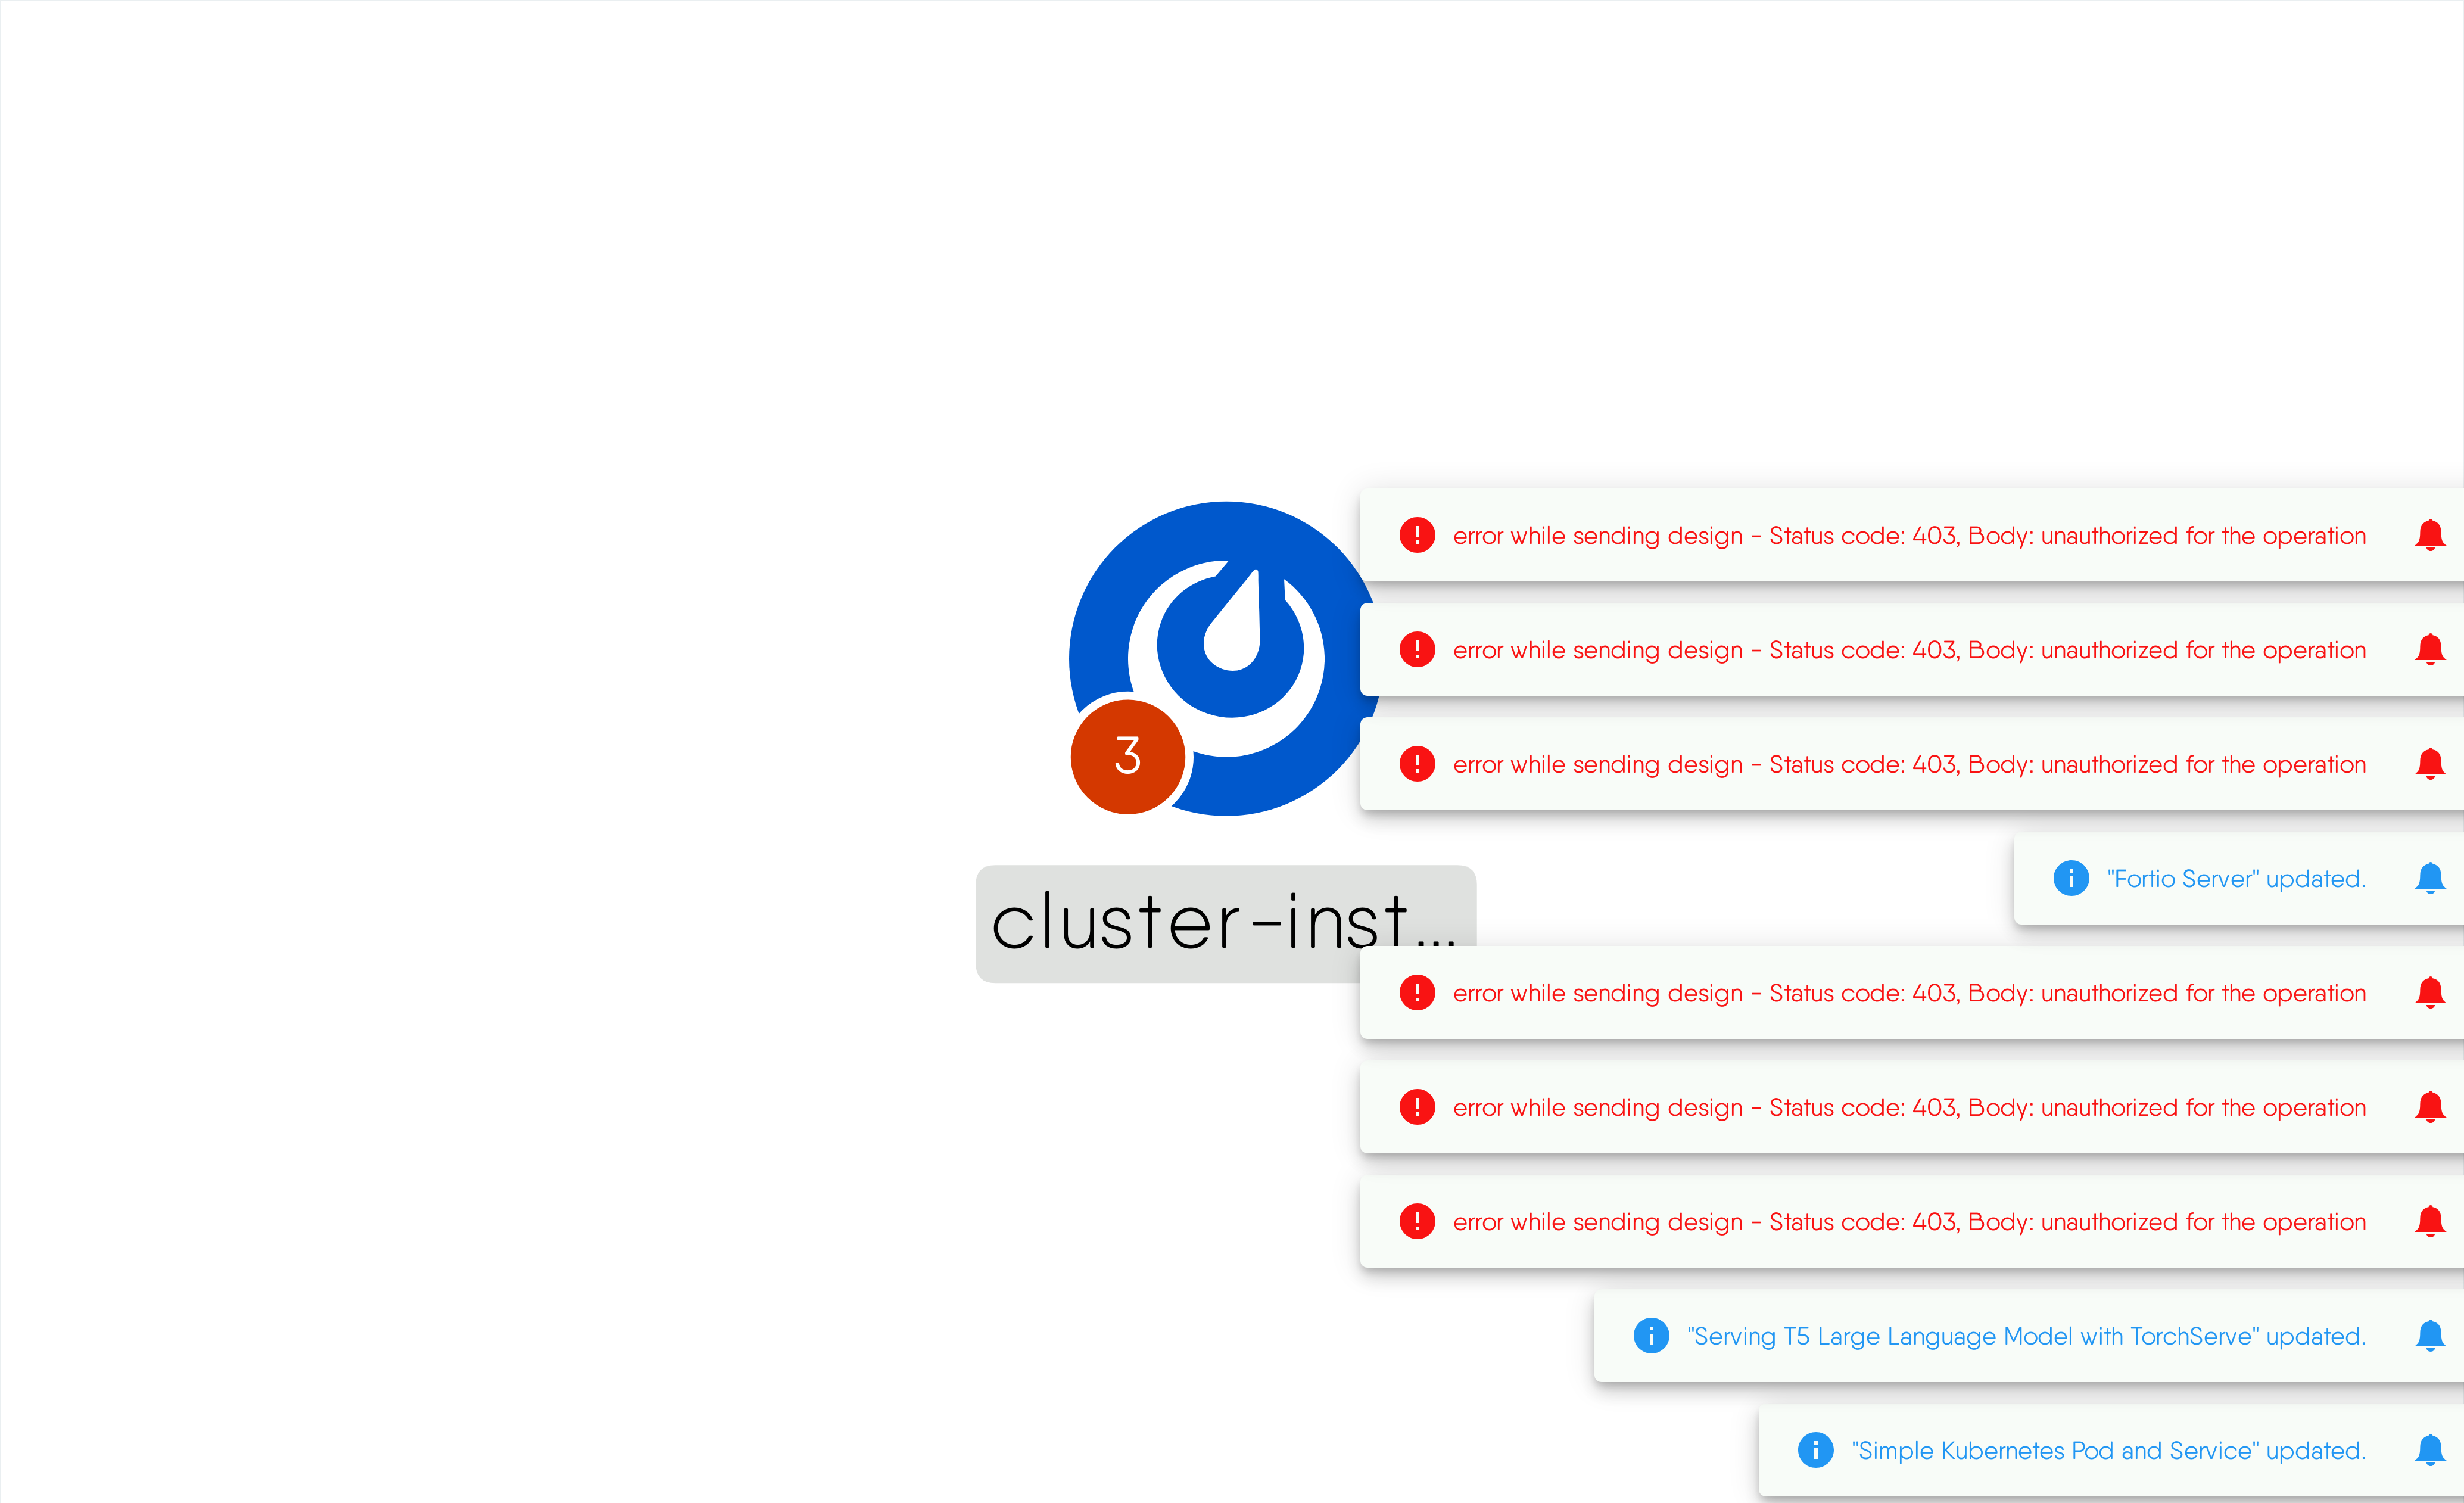 error while sending design - Status code: 403, Body: unauthorized for the operation
error while sending design - Status code: 403, Body: unauthorized for the operation
3
error while sending design - Status code: 403, Body: unauthorized for the operation
"Fortio Server" updated.
cluster-inst...
error while sending design - Status code: 403, Body: unauthorized for the operation
error while sending design - Status code: 403, Body: unauthorized for the operation
error while sending design - Status code: 403, Body: unauthorized for the operation
"Serving T5 Large Language Model with TorchServe" updated.
"Simple Kubernetes Pod and Service" updated.